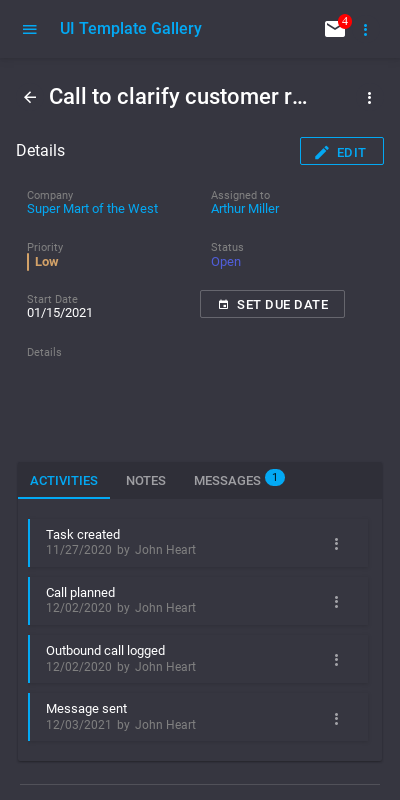 UI Template Gallery
4
Call to clarify customer r...
Details
EDIT
Company
Assigned to
Super Mart of the West
Arthur Miller
Priority
Status
Low
Open
Start Date
01/15/2021
SET DUE DATE
Details
ACTIVITIES
NOTES
MESSAGES
1
Task created
11/27/2020 by John Heart
Call planned
12/02/2020 by John Heart
Outbound call logged
12/02/2020 by John Heart
Message sent
12/03/2021 by John Heart